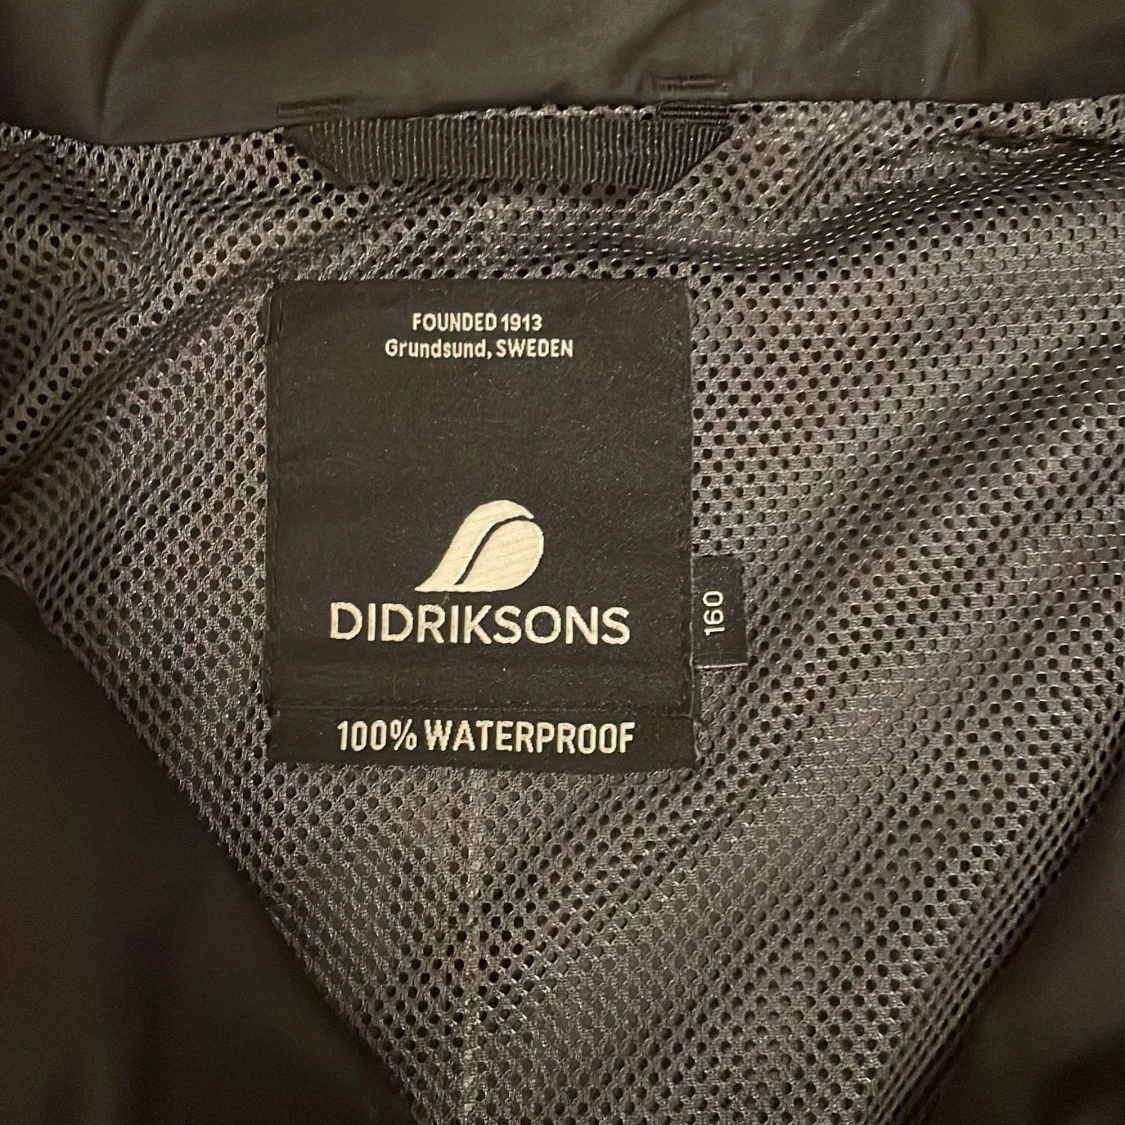 FOUNDED 1913
Grundsund, SWEDEN
DIDRIKSONS
160
100% WATERPROOF